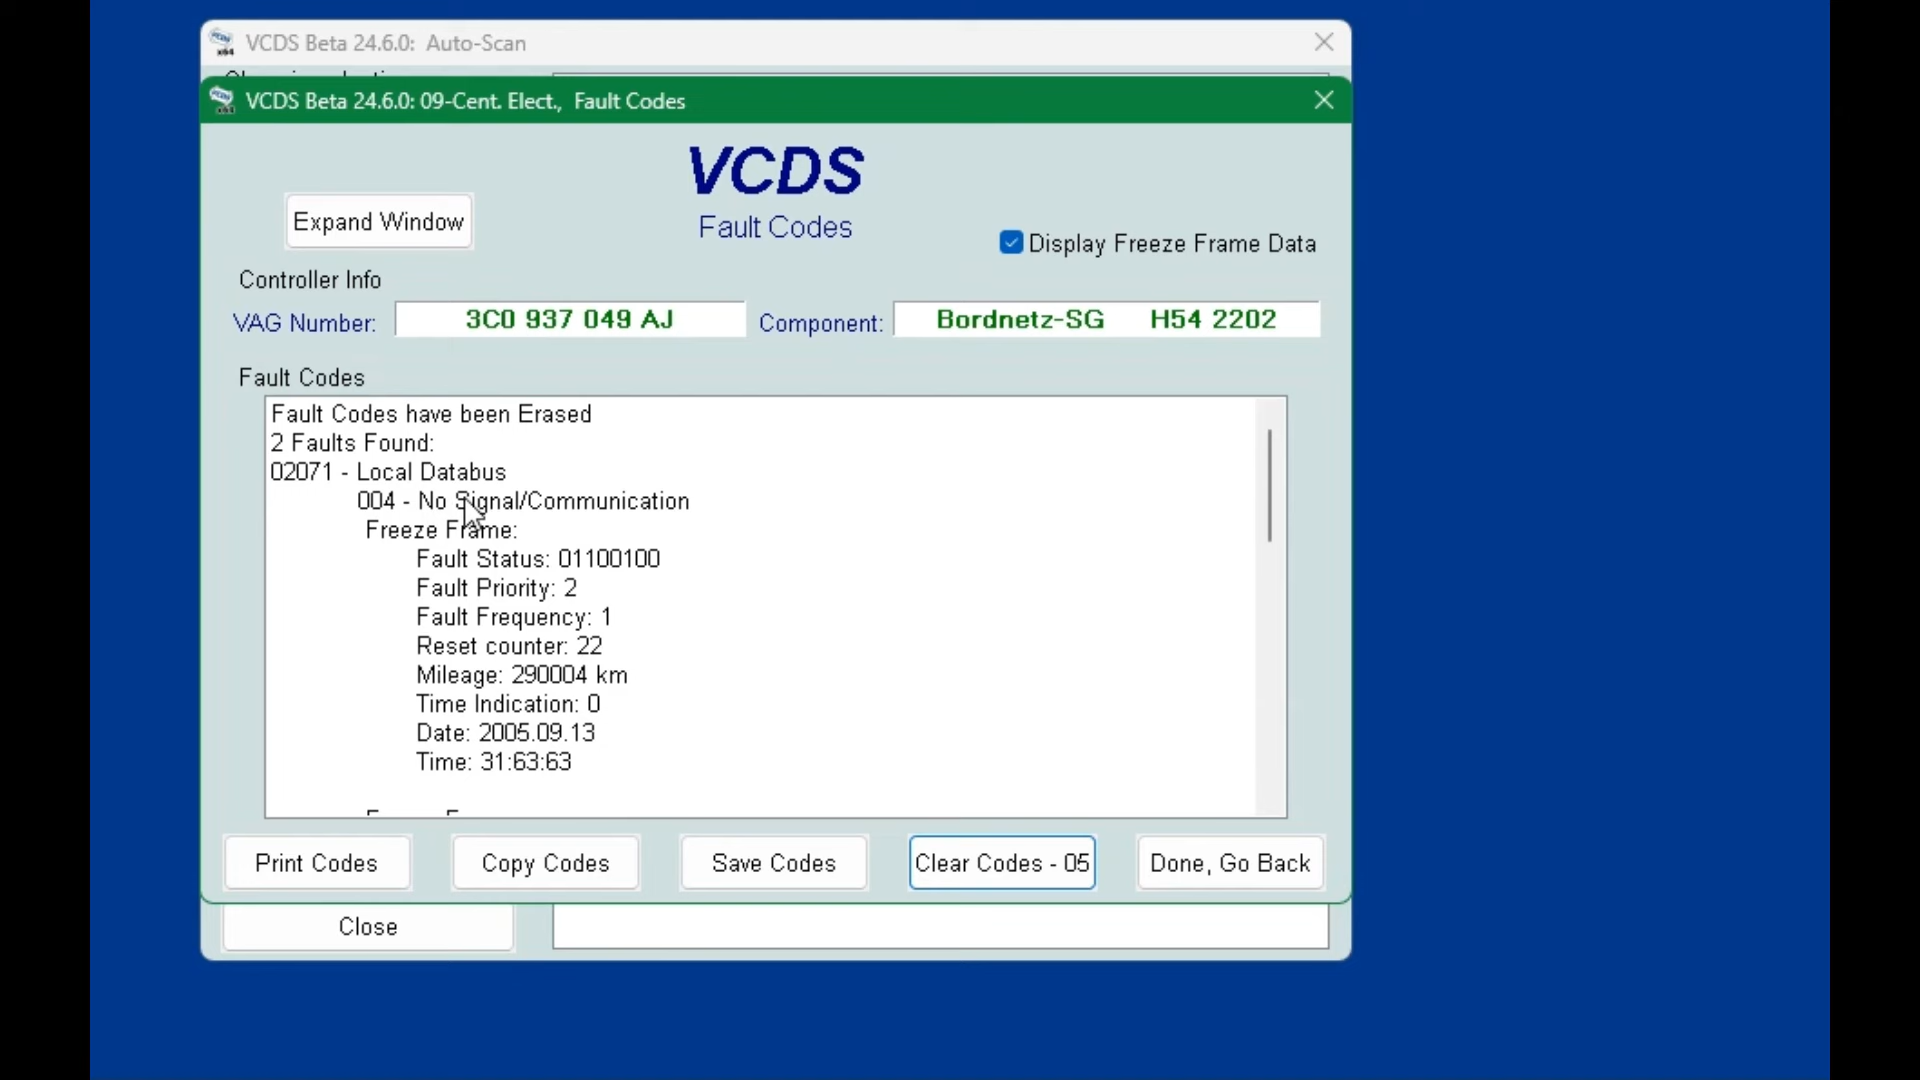 VCDS Beta 24.6.0: Auto-Scan
VCDS Beta 24.6.0: 09-Cent. Elect., Fault Codes
VCDS
Fault Codes
Expand Window
Display Freeze Frame Data
Controller Info
VAG Number: 3C0 937 049 AJ Component: Bordnetz-SG H54 2202
Fault Codes
Fault Codes have been Erased
2 Faults Found:
02071 - Local Databus
004 - No Signal/Communication
Freeze Frame:
Fault Status: 01100100
Fault Priority: 2
Fault Frequency: 1
Reset counter: 22
Mileage: 290004 km
Time Indication: 0
Date: 2005.09.13
Time: 31:63:63
Print Codes Copy Codes Save Codes Clear Codes - 05 Done, Go Back
Close